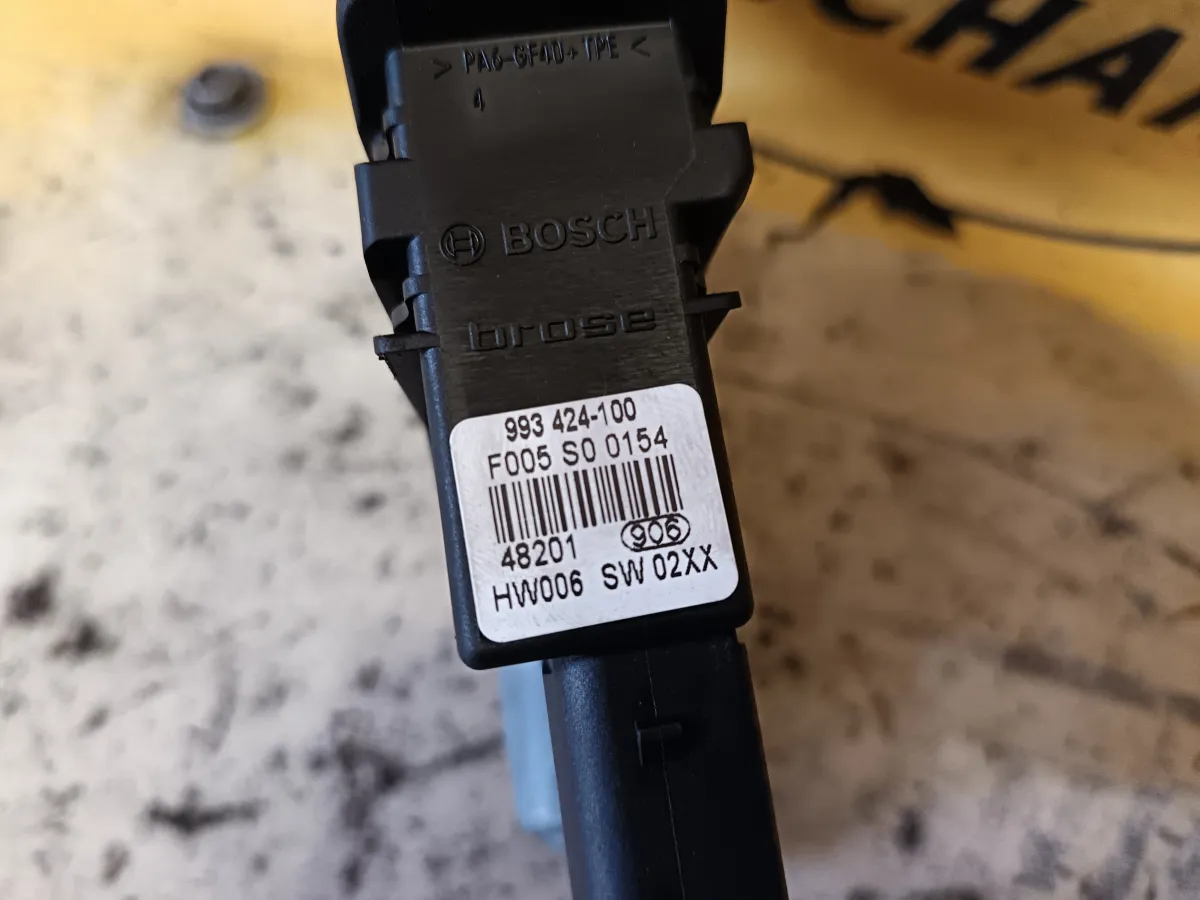 > PA6-GF40+TPE <
4
BOSCH
brose
993 424-100
F005 S0 0154
48201 906
HW006 SW 02XX